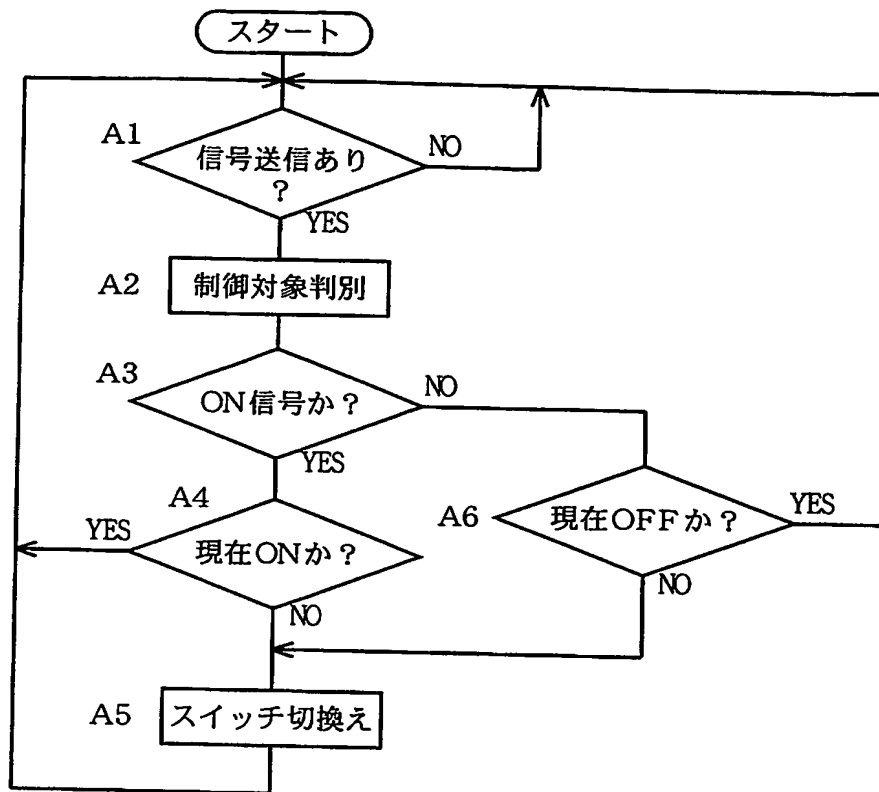 スタート
A1
信号送信あり
?
NO
YES
A2
制御対象判別
A3
ON信号か?
NO
YES
A4
YES
現在ONか?
NO
A6
現在OFFか?
YES
NO
A5
スイッチ切換え